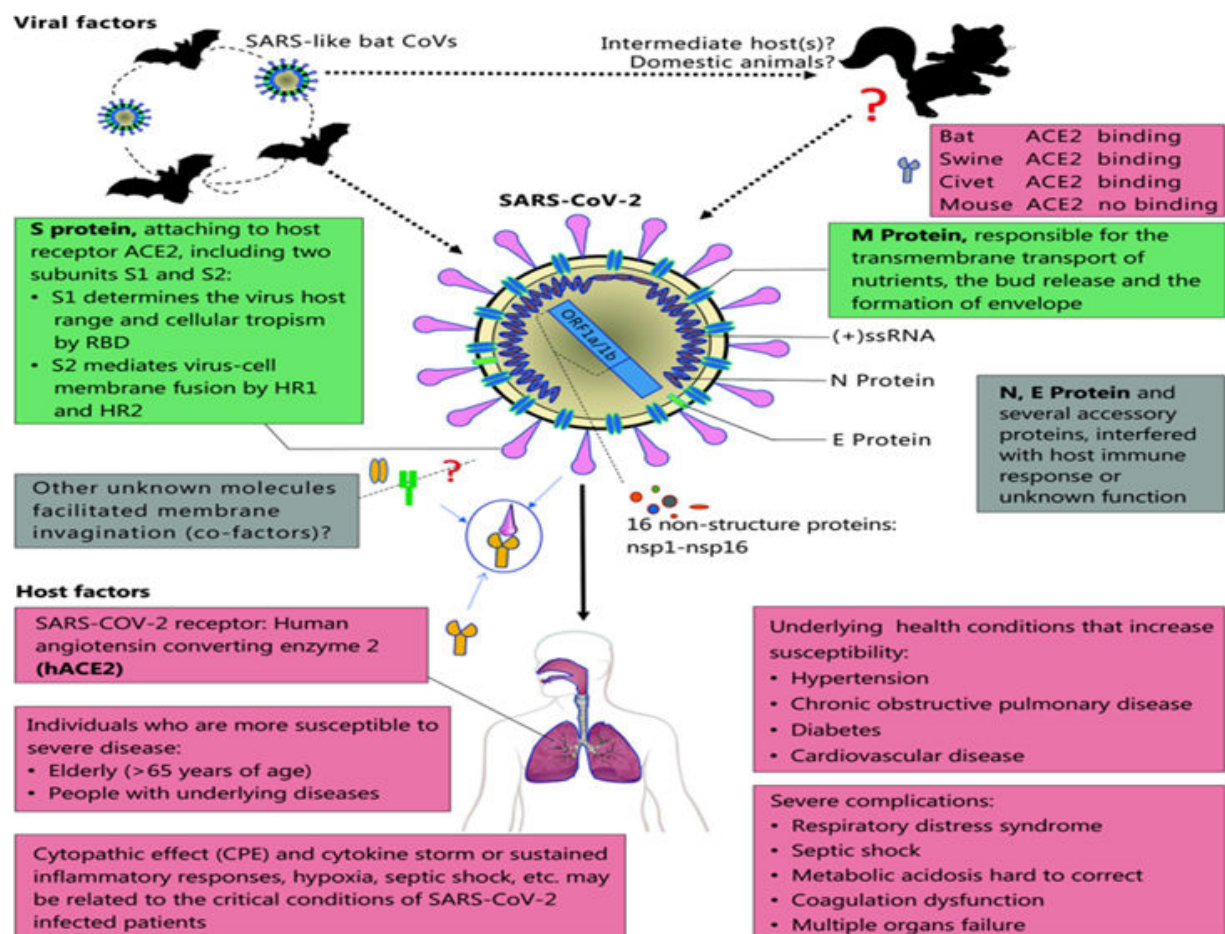 Viral factors
SARS-like bat CoVs
Intermediate host(s)?
Domestic animals?
?
Bat ACE2 binding
Swine ACE2 binding
Civet ACE2 binding
Mouse ACE2 no binding
SARS-CoV-2
S protein, attaching to host
receptor ACE2, including two
subunits S1 and S2:
• S1 determines the virus host
range and cellular tropism
by RBD
• S2 mediates virus-cell
membrane fusion by HR1
and HR2
M Protein, responsible for the
transmembrane transport of
nutrients, the bud release and the
formation of envelope
ORF1a/1b
(+)ssRNA
N Protein
E Protein
N, E Protein and
several accessory
proteins, interfered
with host immune
response or
unknown function
?
Other unknown molecules
facilitated membrane
invagination (co-factors)?
16 non-structure proteins:
nsp1-nsp16
Host factors
SARS-COV-2 receptor: Human
angiotensin converting enzyme 2
(hACE2)
Individuals who are more susceptible to
severe disease:
• Elderly (>65 years of age)
• People with underlying diseases
Cytopathic effect (CPE) and cytokine storm or sustained
inflammatory responses, hypoxia, septic shock, etc. may
be related to the critical conditions of SARS-CoV-2
infected patients
Underlying health conditions that increase
susceptibility:
• Hypertension
• Chronic obstructive pulmonary disease
• Diabetes
• Cardiovascular disease
Severe complications:
• Respiratory distress syndrome
• Septic shock
• Metabolic acidosis hard to correct
• Coagulation dysfunction
• Multiple organs failure